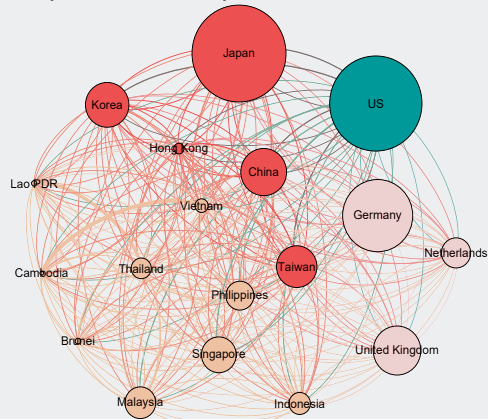 Japan
US
Korea
Hong Kong
China
Lao PDR
Vietnam
Germany
Netherlands
Cambodia
Thailand
Taiwan
Philippines
Brunei
Singapore
United Kingdom
Malaysia
Indonesia